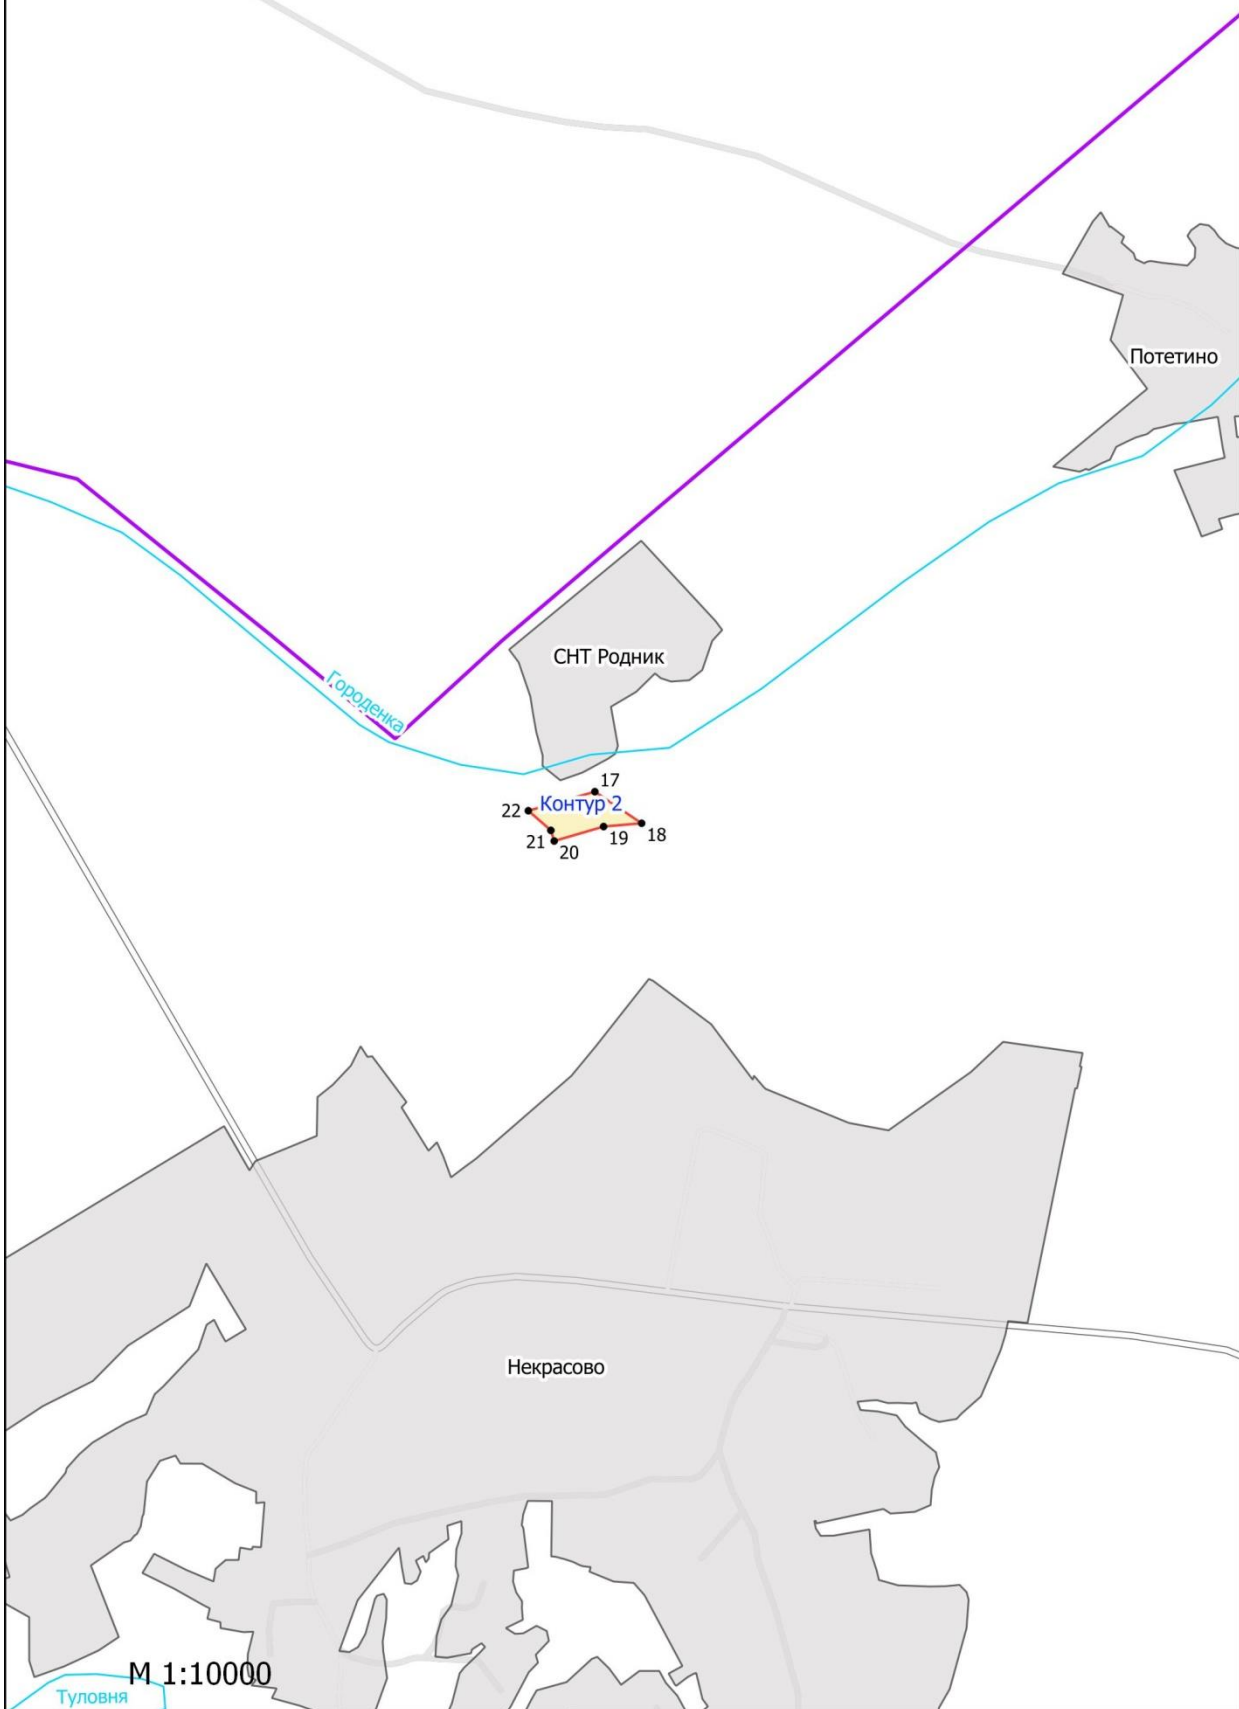 Потетино
СНТ Родник
Городенка
17
Контур 2
22
18
19
21
20
Некрасово
М 1:10000
Туловня